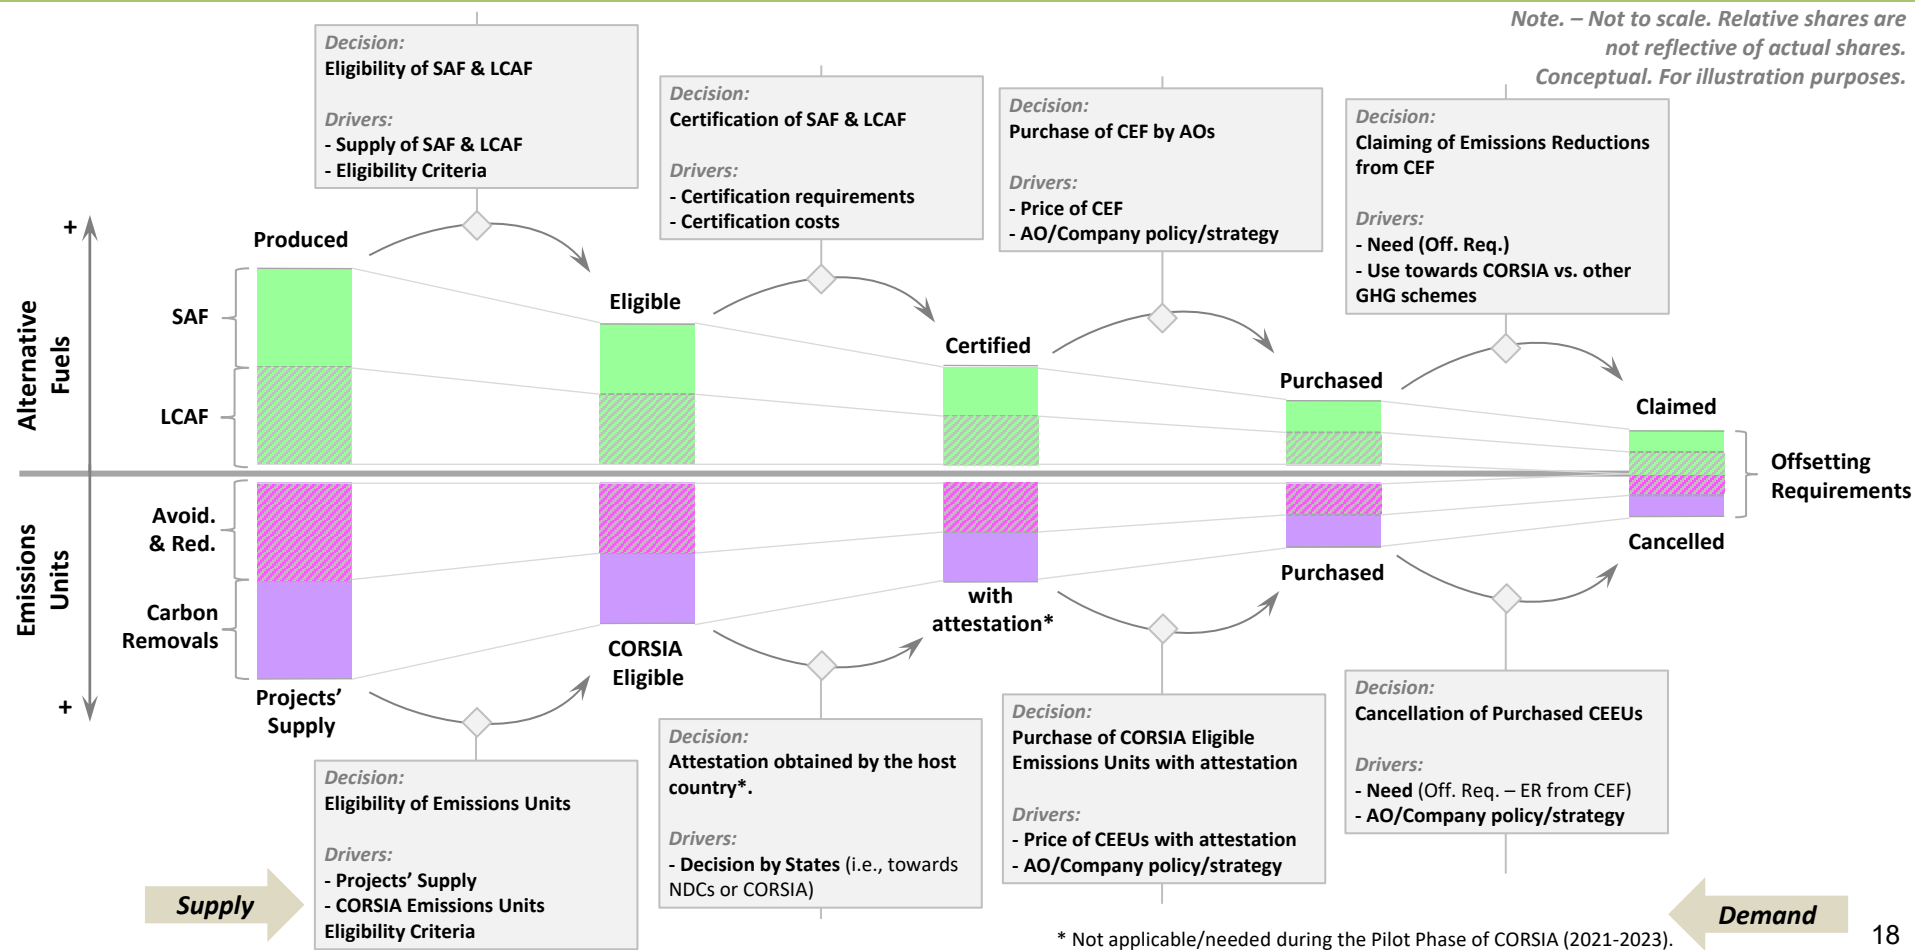 Note. – Not to scale. Relative shares are
not reflective of actual shares.
Conceptual. For illustration purposes.
Decision:
Eligibility of SAF & LCAF
Drivers:
- Supply of SAF & LCAF
- Eligibility Criteria
Decision:
Certification of SAF & LCAF
Drivers:
- Certification requirements
- Certification costs
Decision:
Purchase of CEF by AOs
Drivers:
- Price of CEF
- AO/Company policy/strategy
Decision:
Claiming of Emissions Reductions
from CEF
Drivers:
- Need (Off. Req.)
- Use towards CORSIA vs. other
GHG schemes
+
Alternative
Fuels
SAF
LCAF
Produced
Eligible
Certified
Purchased
Claimed
Offsetting
Requirements
Emissions
Units
Avoid.
& Red.
Carbon
Removals
+
Projects’
Supply
CORSIA
Eligible
with
attestation*
Purchased
Cancelled
Decision:
Eligibility of Emissions Units
Drivers:
- Projects’ Supply
- CORSIA Emissions Units
Eligibility Criteria
Decision:
Attestation obtained by the host
country*.
Drivers:
- Decision by States (i.e., towards
NDCs or CORSIA)
Decision:
Purchase of CORSIA Eligible
Emissions Units with attestation
Drivers:
- Price of CEEUs with attestation
- AO/Company policy/strategy
Decision:
Cancellation of Purchased CEEUs
Drivers:
- Need (Off. Req. – ER from CEF)
- AO/Company policy/strategy
Supply
Demand
* Not applicable/needed during the Pilot Phase of CORSIA (2021-2023).
18